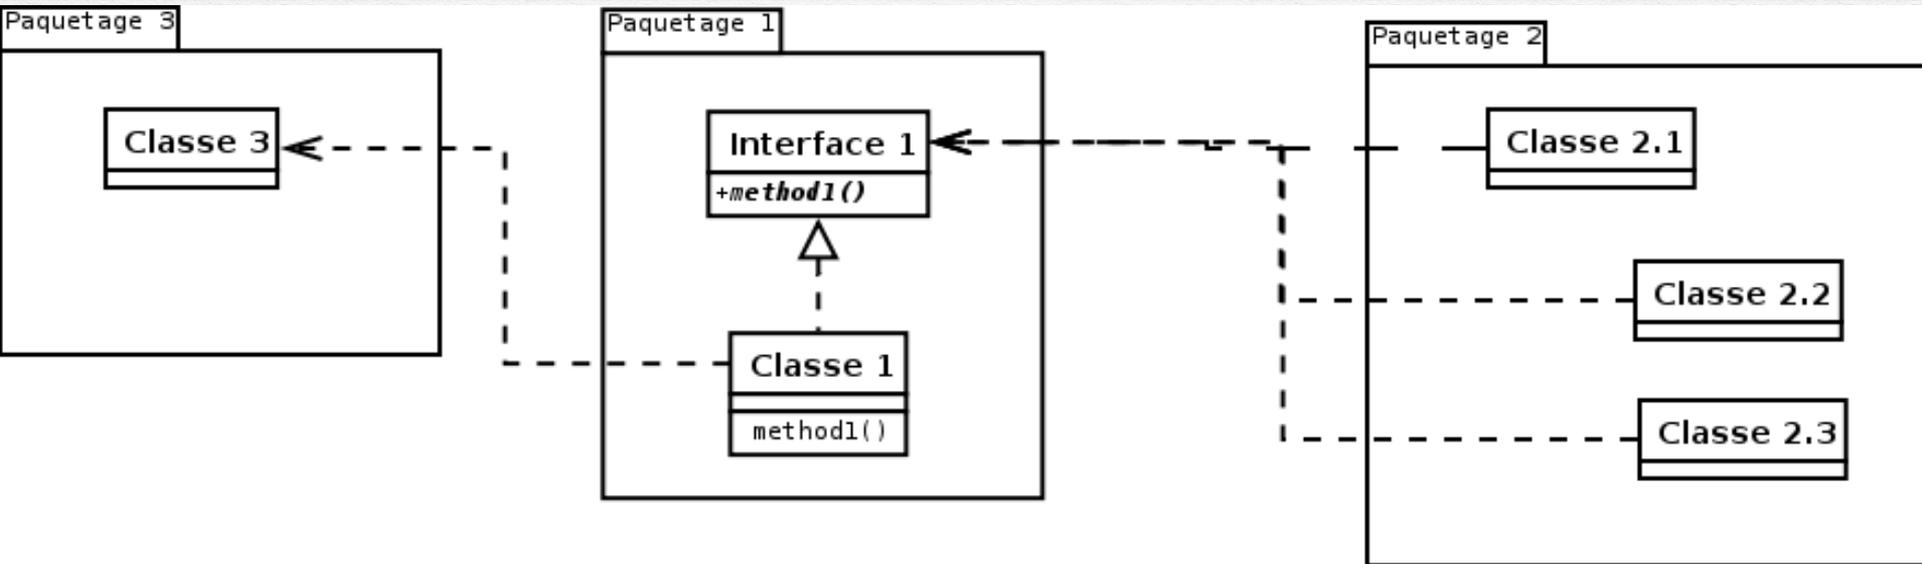 Paquetage 3
Classe 3
Paquetage 1
Interface 1
+method1()
Classe 1
method1()
Paquetage 2
Classe 2.1
Classe 2.2
Classe 2.3